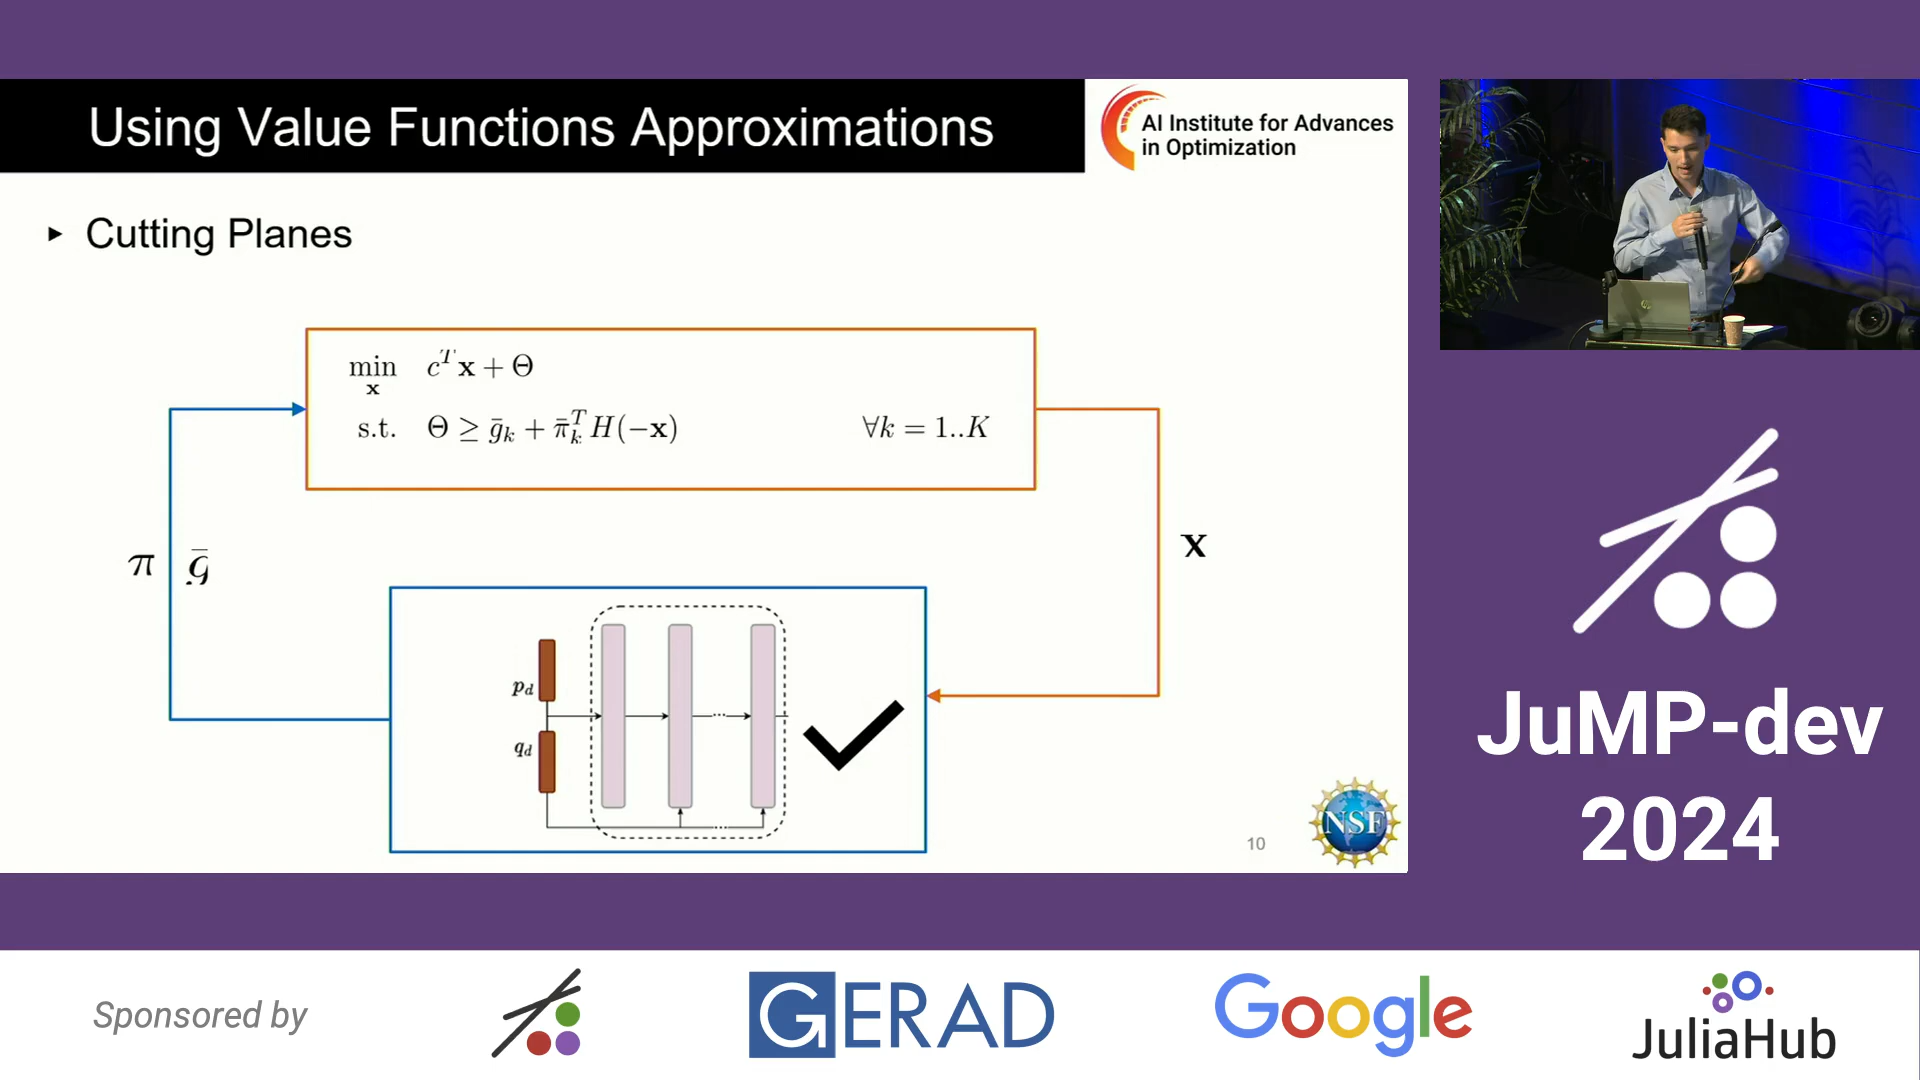 Using Value Functions Approximations
AI Institute for Advances
in Optimization
▸ Cutting Planes
min c^T x + Θ
x
s.t. Θ ≥ ḡ_k + π̄_k^T H(−x) ∀k = 1..K
π ḡ
x
p_d
q_d
10
NSF
JuMP-dev
2024
Sponsored by
GERAD
Google
JuliaHub